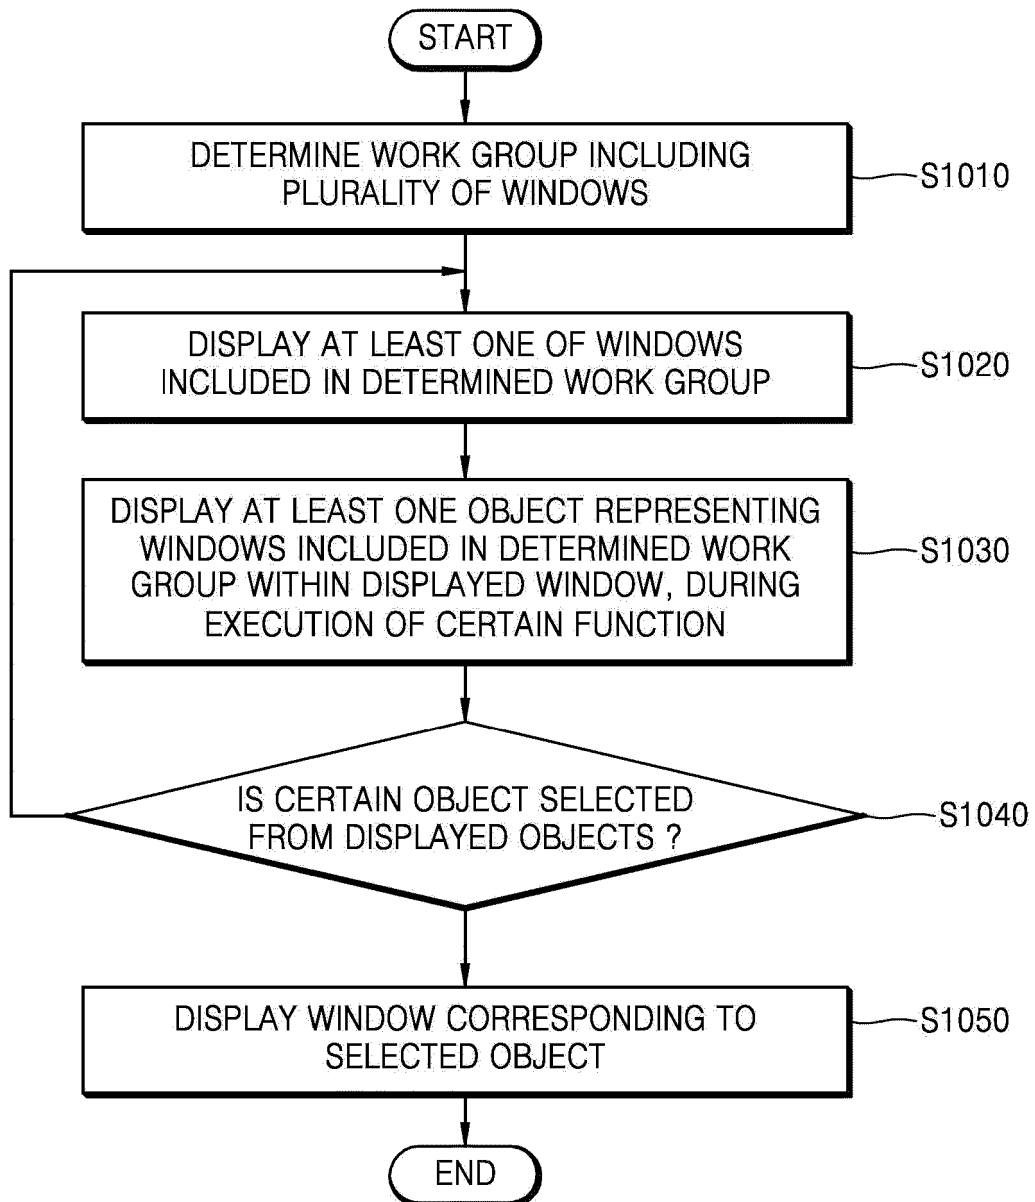 START
DETERMINE WORK GROUP INCLUDING
PLURALITY OF WINDOWS
S1010
DISPLAY AT LEAST ONE OF WINDOWS
INCLUDED IN DETERMINED WORK GROUP
S1020
DISPLAY AT LEAST ONE OBJECT REPRESENTING
WINDOWS INCLUDED IN DETERMINED WORK
GROUP WITHIN DISPLAYED WINDOW, DURING
EXECUTION OF CERTAIN FUNCTION
S1030
IS CERTAIN OBJECT SELECTED
FROM DISPLAYED OBJECTS ?
S1040
DISPLAY WINDOW CORRESPONDING TO
SELECTED OBJECT
S1050
END